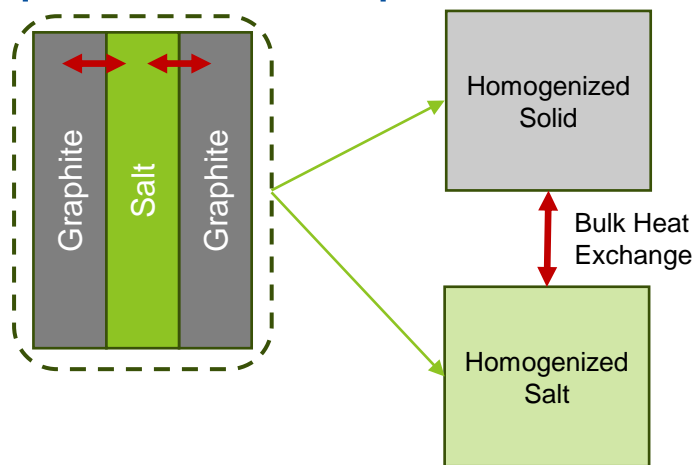 Graphite
Salt
Graphite
Homogenized
Solid
Bulk Heat
Exchange
Homogenized
Salt